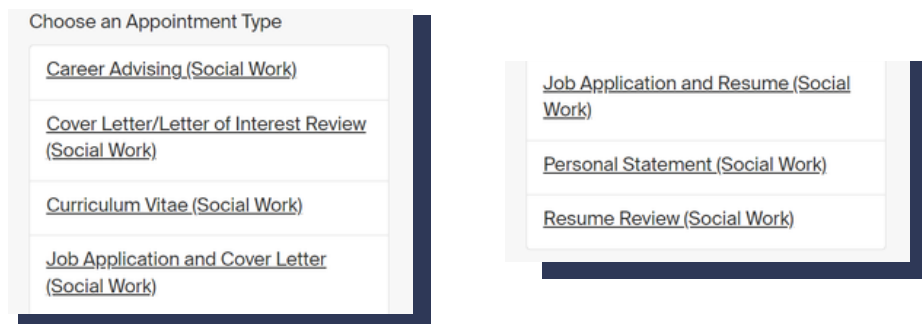 Choose an Appointment Type
Career Advising (Social Work)
Cover Letter/Letter of Interest Review
(Social Work)
Curriculum Vitae (Social Work)
Job Application and Cover Letter
(Social Work)
Job Application and Resume (Social
Work)
Personal Statement (Social Work)
Resume Review (Social Work)